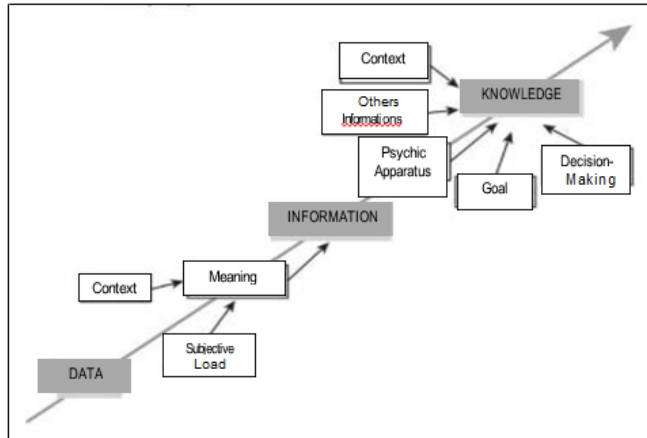 Context
KNOWLEDGE
Others
Informations
Psychic
Apparatus
Decision-
Making
Goal
INFORMATION
Meaning
Context
Subjective
Load
DATA